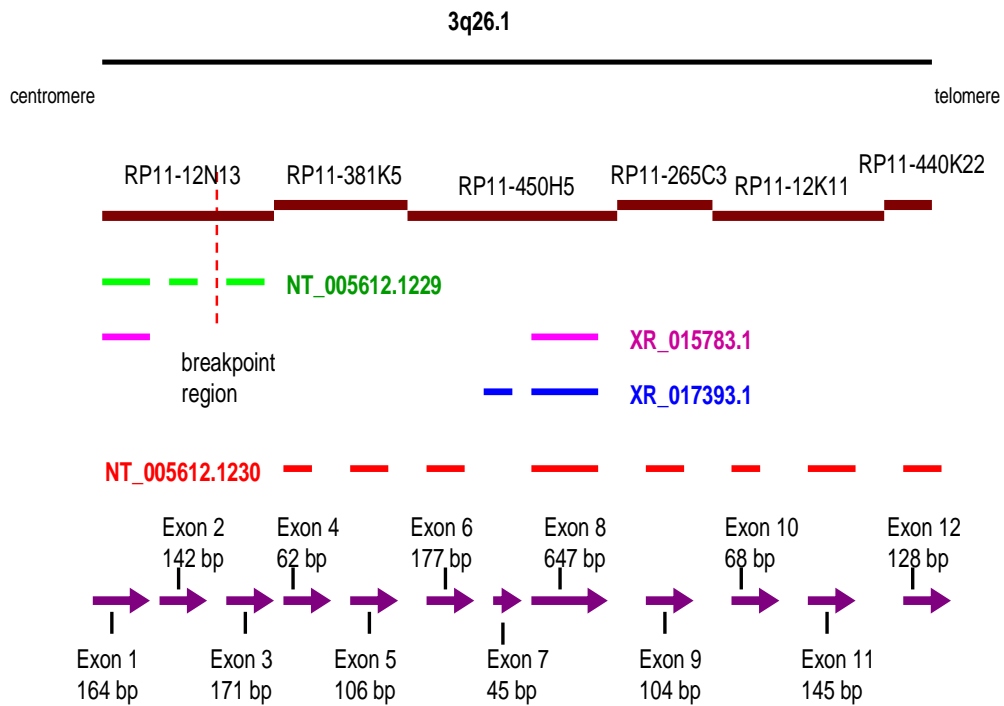 3q26.1
centromere
telomere
RP11-12N13
RP11-381K5
RP11-450H5
RP11-265C3
RP11-12K11
RP11-440K22
NT_005612.1229
breakpoint
region
XR_015783.1
XR_017393.1
NT_005612.1230
Exon 2
142 bp
Exon 4
62 bp
Exon 6
177 bp
Exon 8
647 bp
Exon 10
68 bp
Exon 12
128 bp
Exon 1
164 bp
Exon 3
171 bp
Exon 5
106 bp
Exon 7
45 bp
Exon 9
104 bp
Exon 11
145 bp